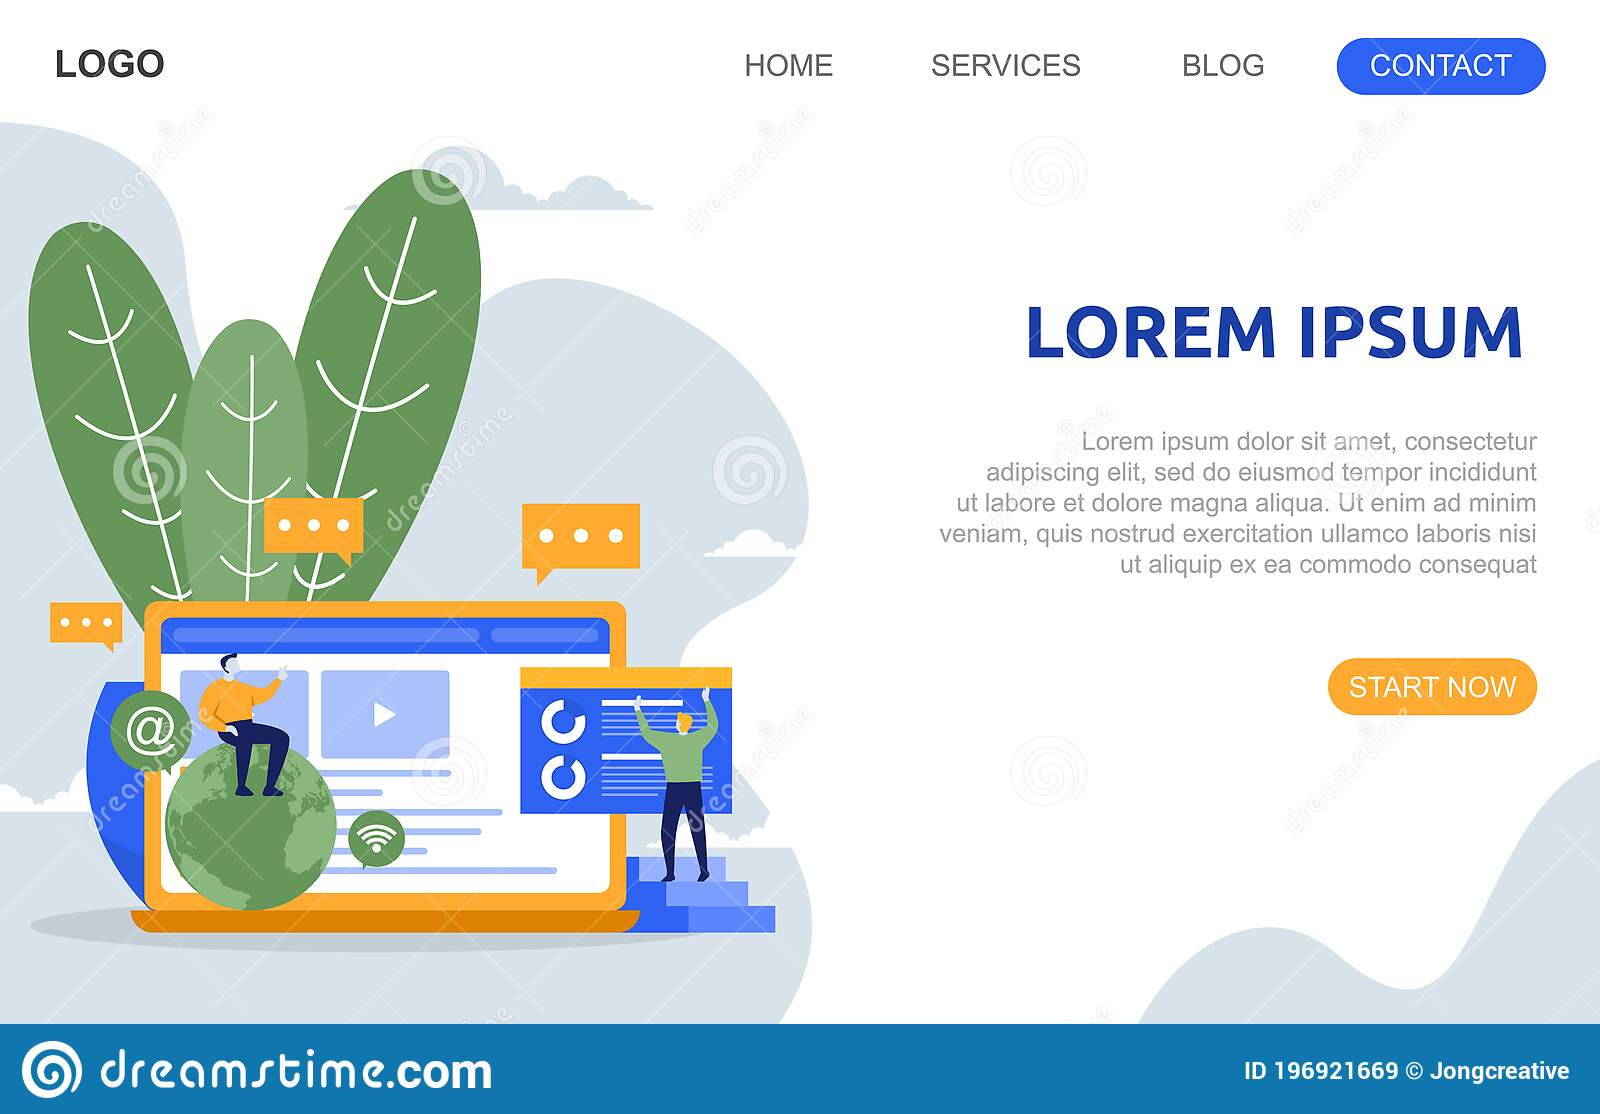 LOGO
HOME SERVICES BLOG CONTACT
LOREM IPSUM
Lorem ipsum dolor sit amet, consectetur
adipiscing elit, sed do eiusmod tempor incididunt
ut labore et dolore magna aliqua. Ut enim ad minim
veniam, quis nostrud exercitation ullamco laboris nisi
ut aliquip ex ea commodo consequat
START NOW
@
dreamstime.com
ID 196921669 © Jongcreative